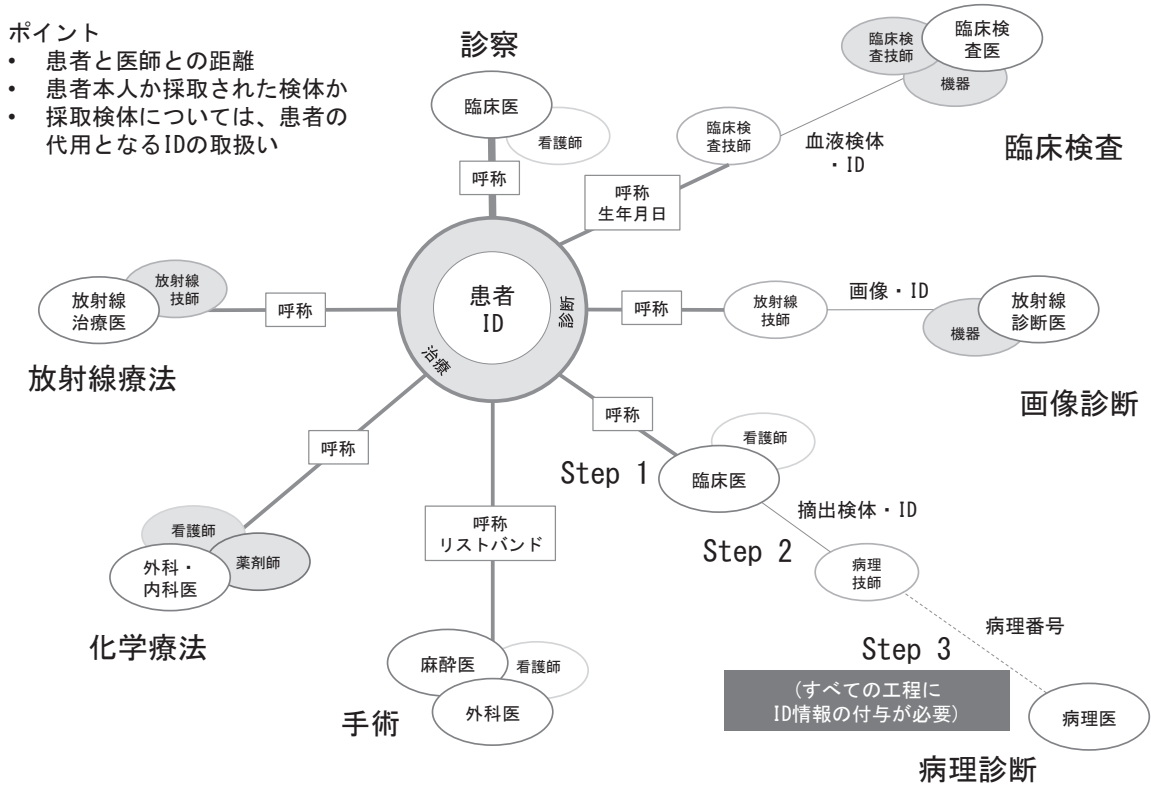 ポイント
• 患者と医師との距離
• 患者本人か採取された検体か
• 採取検体については、患者の
代用となるIDの取扱い
診察
臨床医
看護師
呼称
臨床検
査技師
臨床検
査医
機器
臨床検
査技師
血液検体
・ID
臨床検査
呼称
生年月日
患者
ID
診断
治療
放射線
治療医
放射線
技師
呼称
放射線療法
呼称
放射線
技師
画像・ID
機器
放射線
診断医
画像診断
呼称
看護師
臨床医
Step 1
摘出検体・ID
Step 2
病理
技師
病理番号
Step 3
(すべての工程に
ID情報の付与が必要)
病理医
病理診断
呼称
看護師
薬剤師
外科・
内科医
化学療法
呼称
リストバンド
麻酔医
看護師
外科医
手術